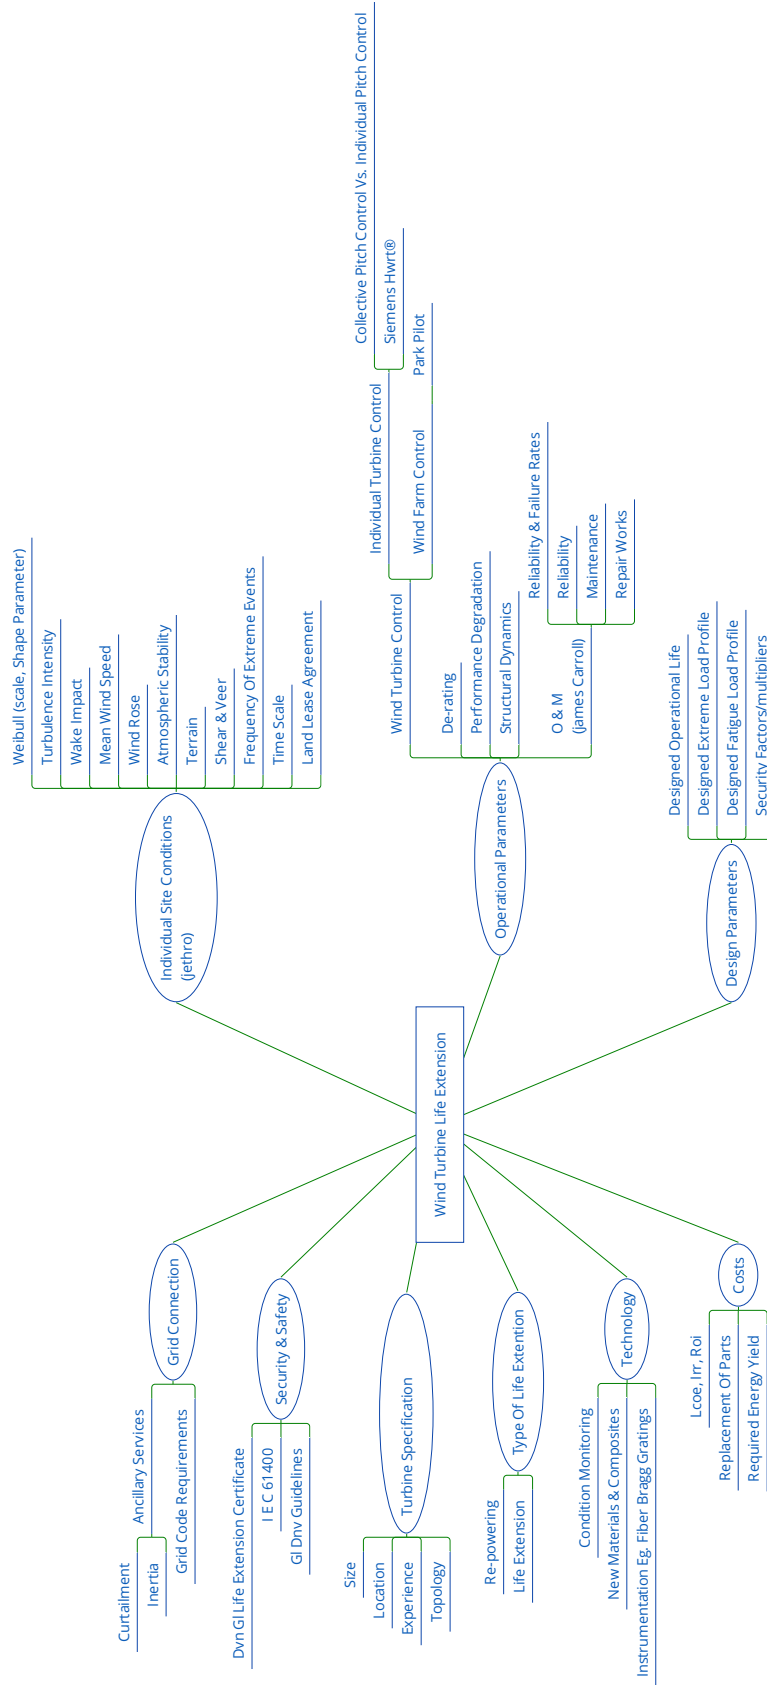 Wind Turbine Life Extension
Individual Site Conditions
(jethro)
Weibull (scale, Shape Parameter)
Turbulence Intensity
Wake Impact
Mean Wind Speed
Wind Rose
Atmospheric Stability
Terrain
Shear & Veer
Frequency Of Extreme Events
Time Scale
Land Lease Agreement
Operational Parameters
Wind Turbine Control
Individual Turbine Control
Collective Pitch Control Vs. Individual Pitch Control
Siemens Hwrt®
Wind Farm Control
Park Pilot
De-rating
Performance Degradation
Structural Dynamics
O & M
(james Carroll)
Reliability & Failure Rates
Reliability
Maintenance
Repair Works
Design Parameters
Designed Operational Life
Designed Extreme Load Profile
Designed Fatigue Load Profile
Security Factors/multipliers
Grid Connection
Ancillary Services
Curtailment
Inertia
Grid Code Requirements
Security & Safety
Dvn Gl Life Extension Certificate
I E C 61400
Gl Dnv Guidelines
Turbine Specification
Size
Location
Experience
Topology
Type Of Life Extention
Re-powering
Life Extension
Technology
Condition Monitoring
New Materials & Composites
Instrumentation Eg. Fiber Bragg Gratings
Costs
Lcoe, Irr, Roi
Replacement Of Parts
Required Energy Yield